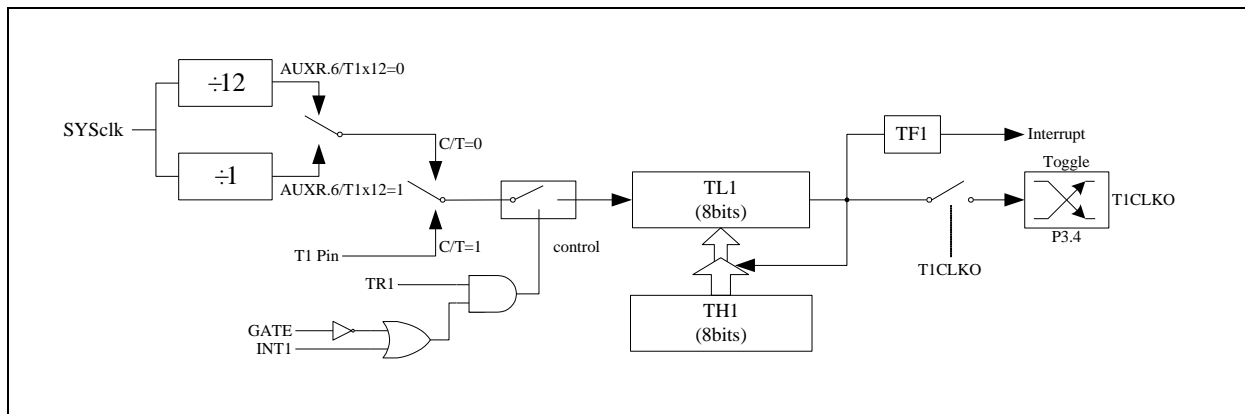 ÷12
AUXR.6/T1x12=0
SYSclk
÷1
AUXR.6/T1x12=1
C/T=0
C/T=1
T1 Pin
control
TR1
GATE
INT1
TL1
(8bits)
TH1
(8bits)
TF1
Interrupt
Toggle
T1CLKO
P3.4
T1CLKO